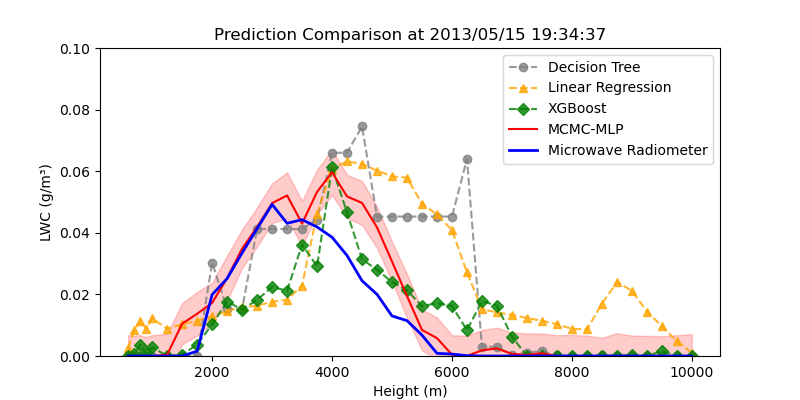 Prediction Comparison at 2013/05/15 19:34:37
0.10
0.08
0.06
0.04
0.02
0.00
LWC (g/m³)
Decision Tree
Linear Regression
XGBoost
MCMC-MLP
Microwave Radiometer
2000 4000 6000 8000 10000
Height (m)